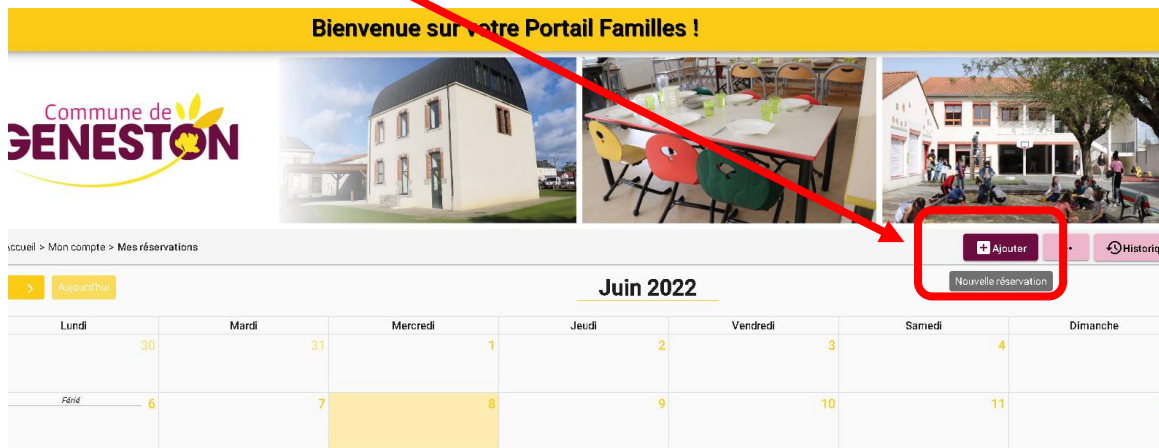 Bienvenue sur votre Portail Familles !
Commune de
GENESTON
Accueil > Mon compte > Mes réservations
Ajouter
Historiq
Nouvelle réservation
Aujourd'hui
Juin 2022
Lundi Mardi Mercredi Jeudi Vendredi Samedi Dimanche
30 31 1 2 3 4
Férié 6 7 8 9 10 11